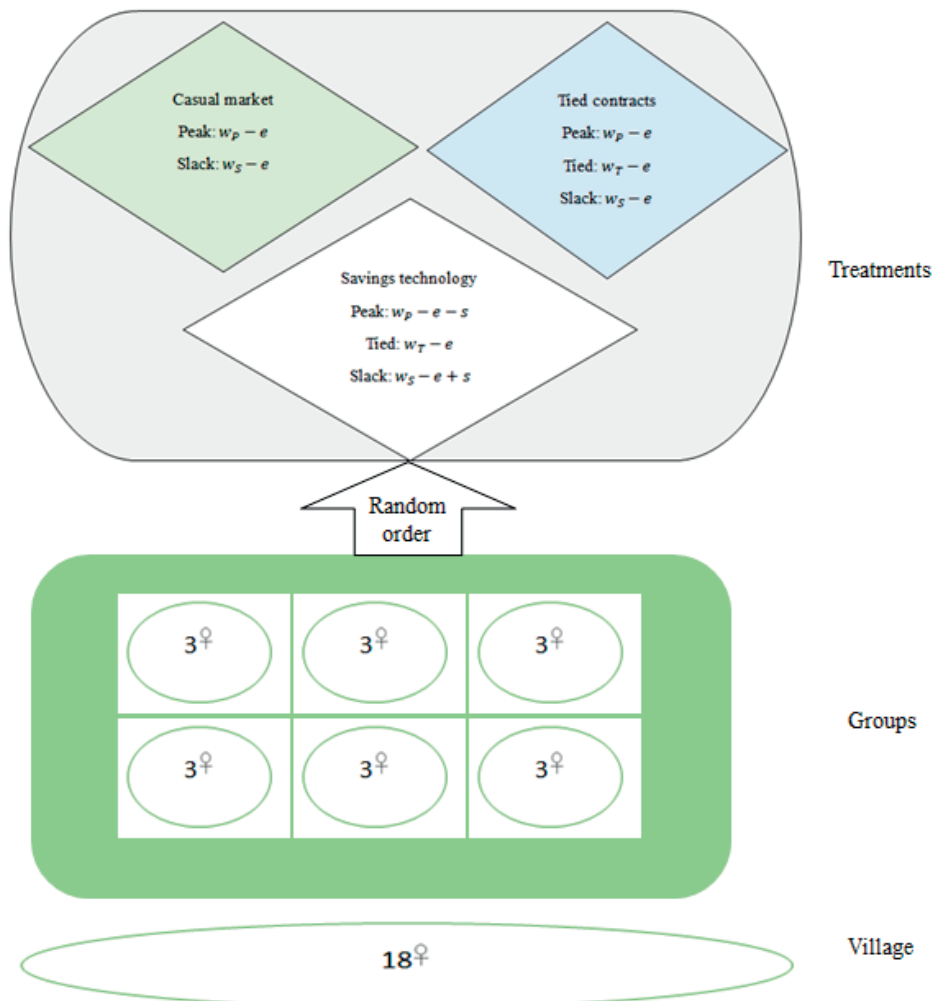 Casual market
Peak: w_P − e
Slack: w_S − e
Tied contracts
Peak: w_P − e
Tied: w_T − e
Slack: w_S − e
Savings technology
Peak: w_P − e − s
Tied: w_T − e
Slack: w_S − e + s
Treatments
Random
order
3♀ 3♀ 3♀
3♀ 3♀ 3♀
Groups
Village
18♀